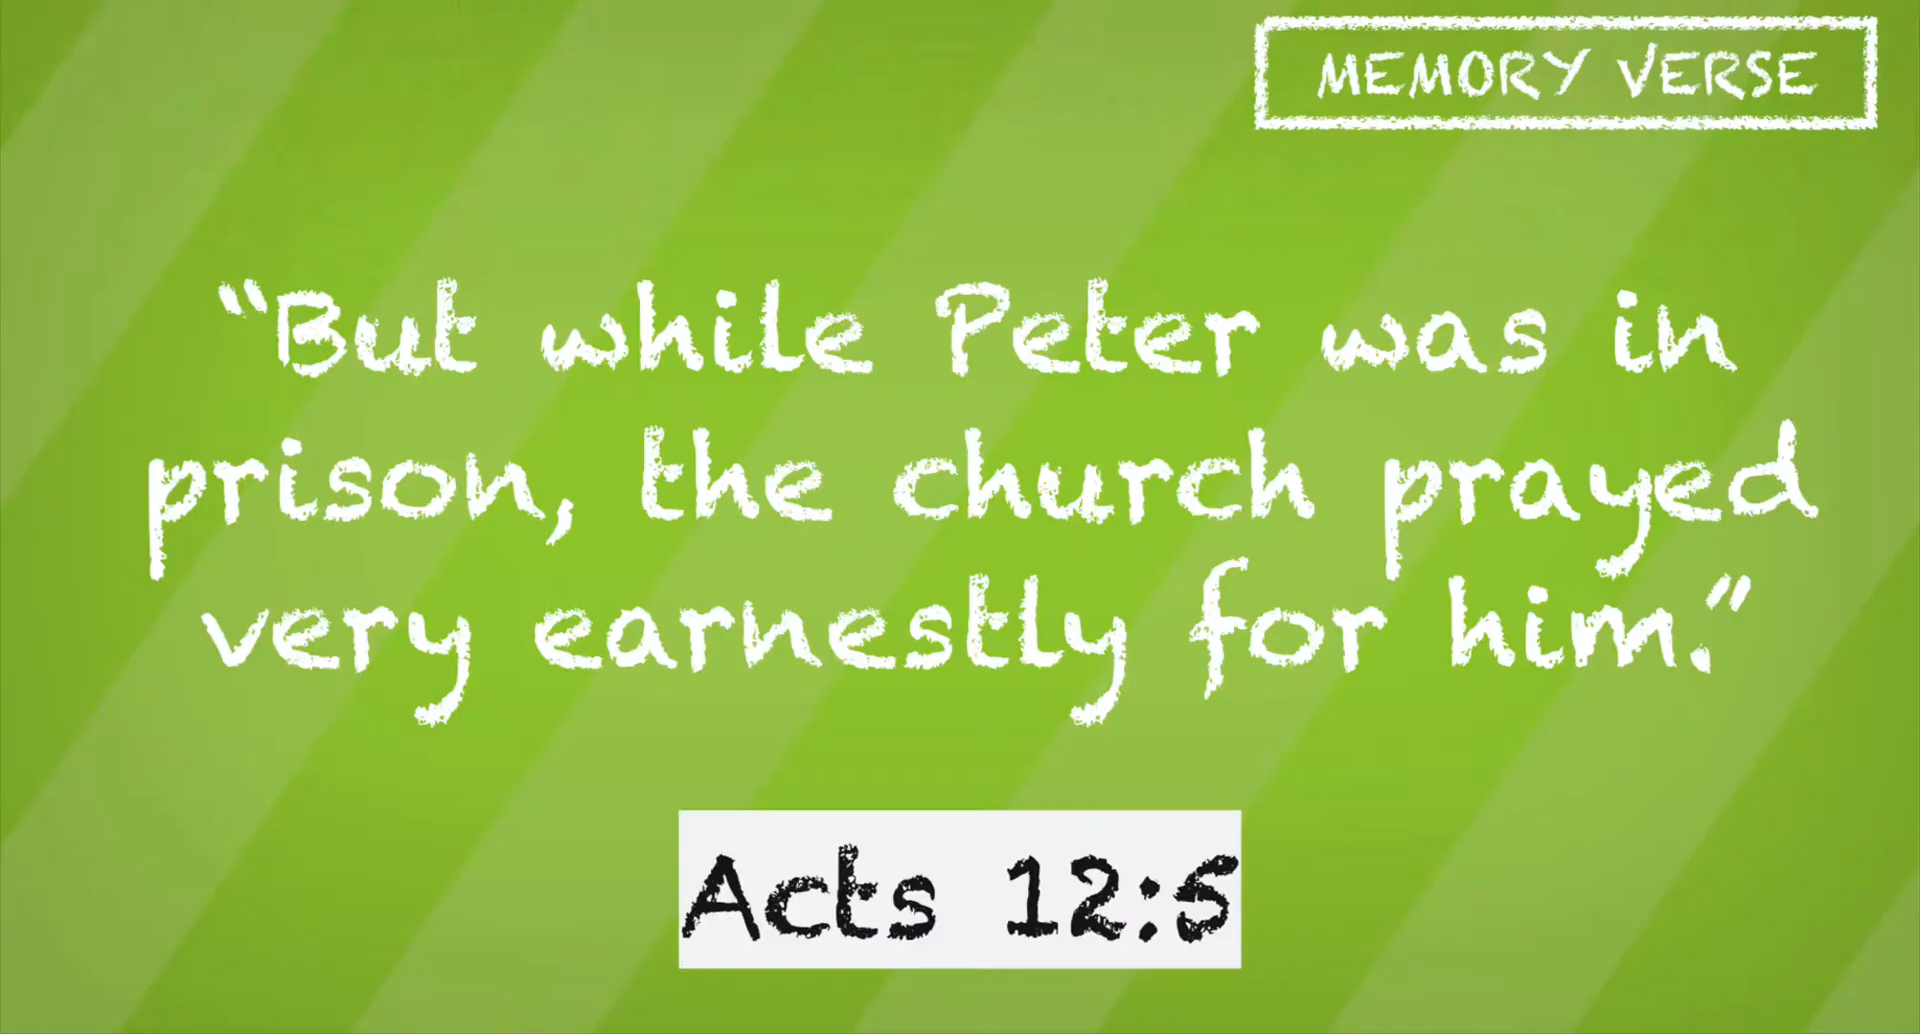 MEMORY VERSE
“But while Peter was in
prison, the church prayed
very earnestly for him.”
Acts 12:5